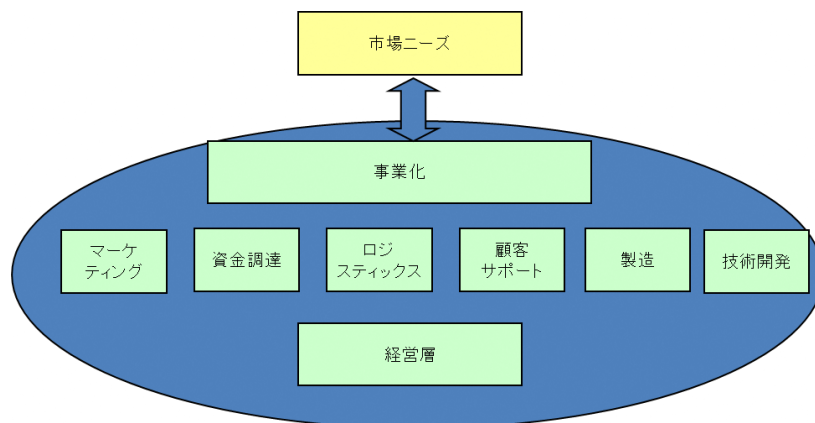 市場ニーズ
事業化
マーケ
ティング
資金調達
ロジ
スティックス
顧客
サポート
製造
技術開発
経営層